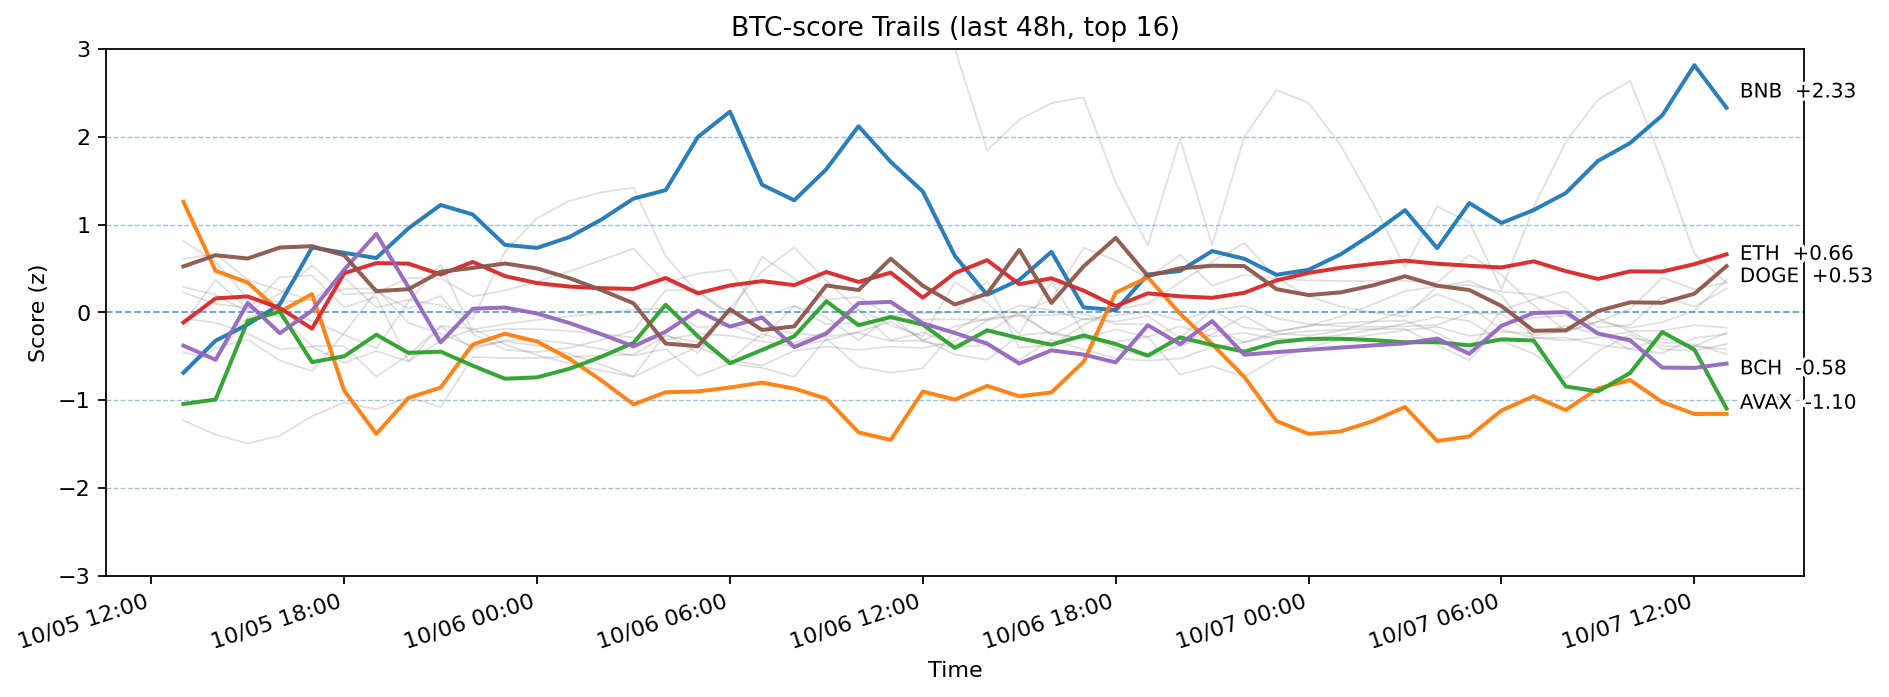 BTC-score Trails (last 48h, top 16)
3
2
1
0
−1
−2
−3
Score (z)
BNB +2.33
ETH +0.66
DOGE +0.53
BCH -0.58
AVAX -1.10
10/05 12:00
10/05 18:00
10/06 00:00
10/06 06:00
10/06 12:00
10/06 18:00
10/07 00:00
10/07 06:00
10/07 12:00
Time